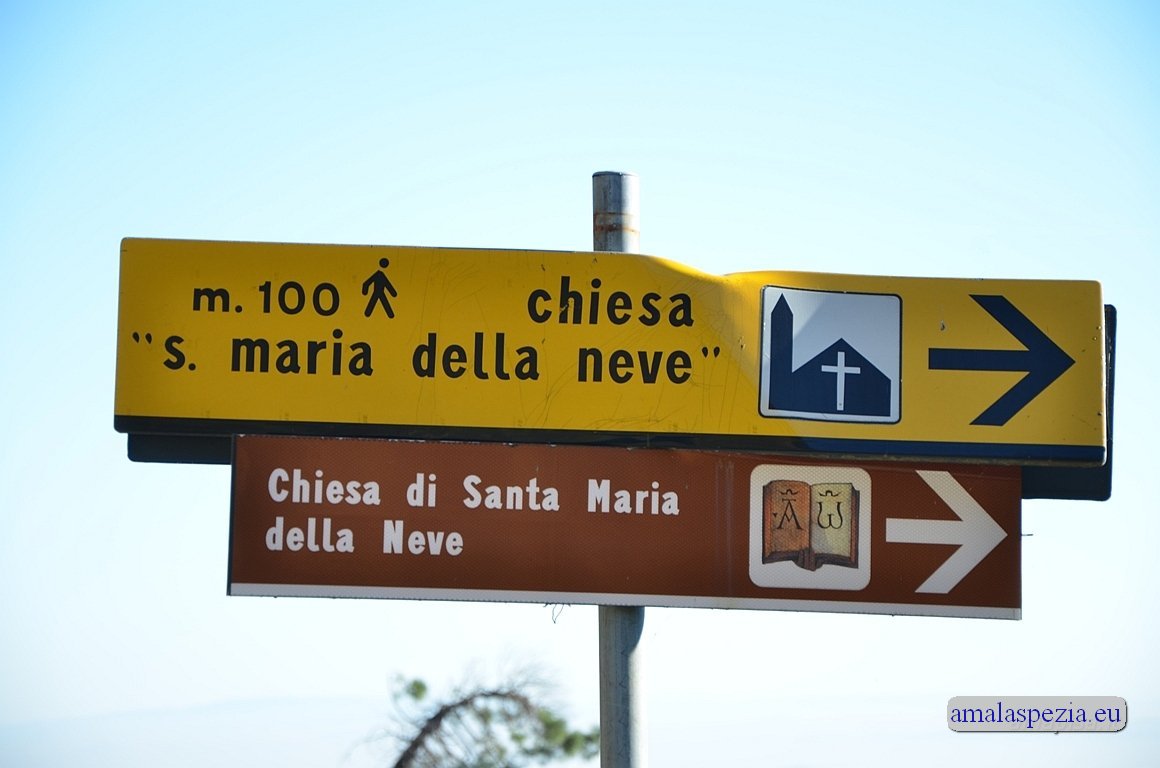 m. 100 chiesa
"s. maria della neve"
Chiesa di Santa Maria
della Neve
A ω
amalaspezia.eu